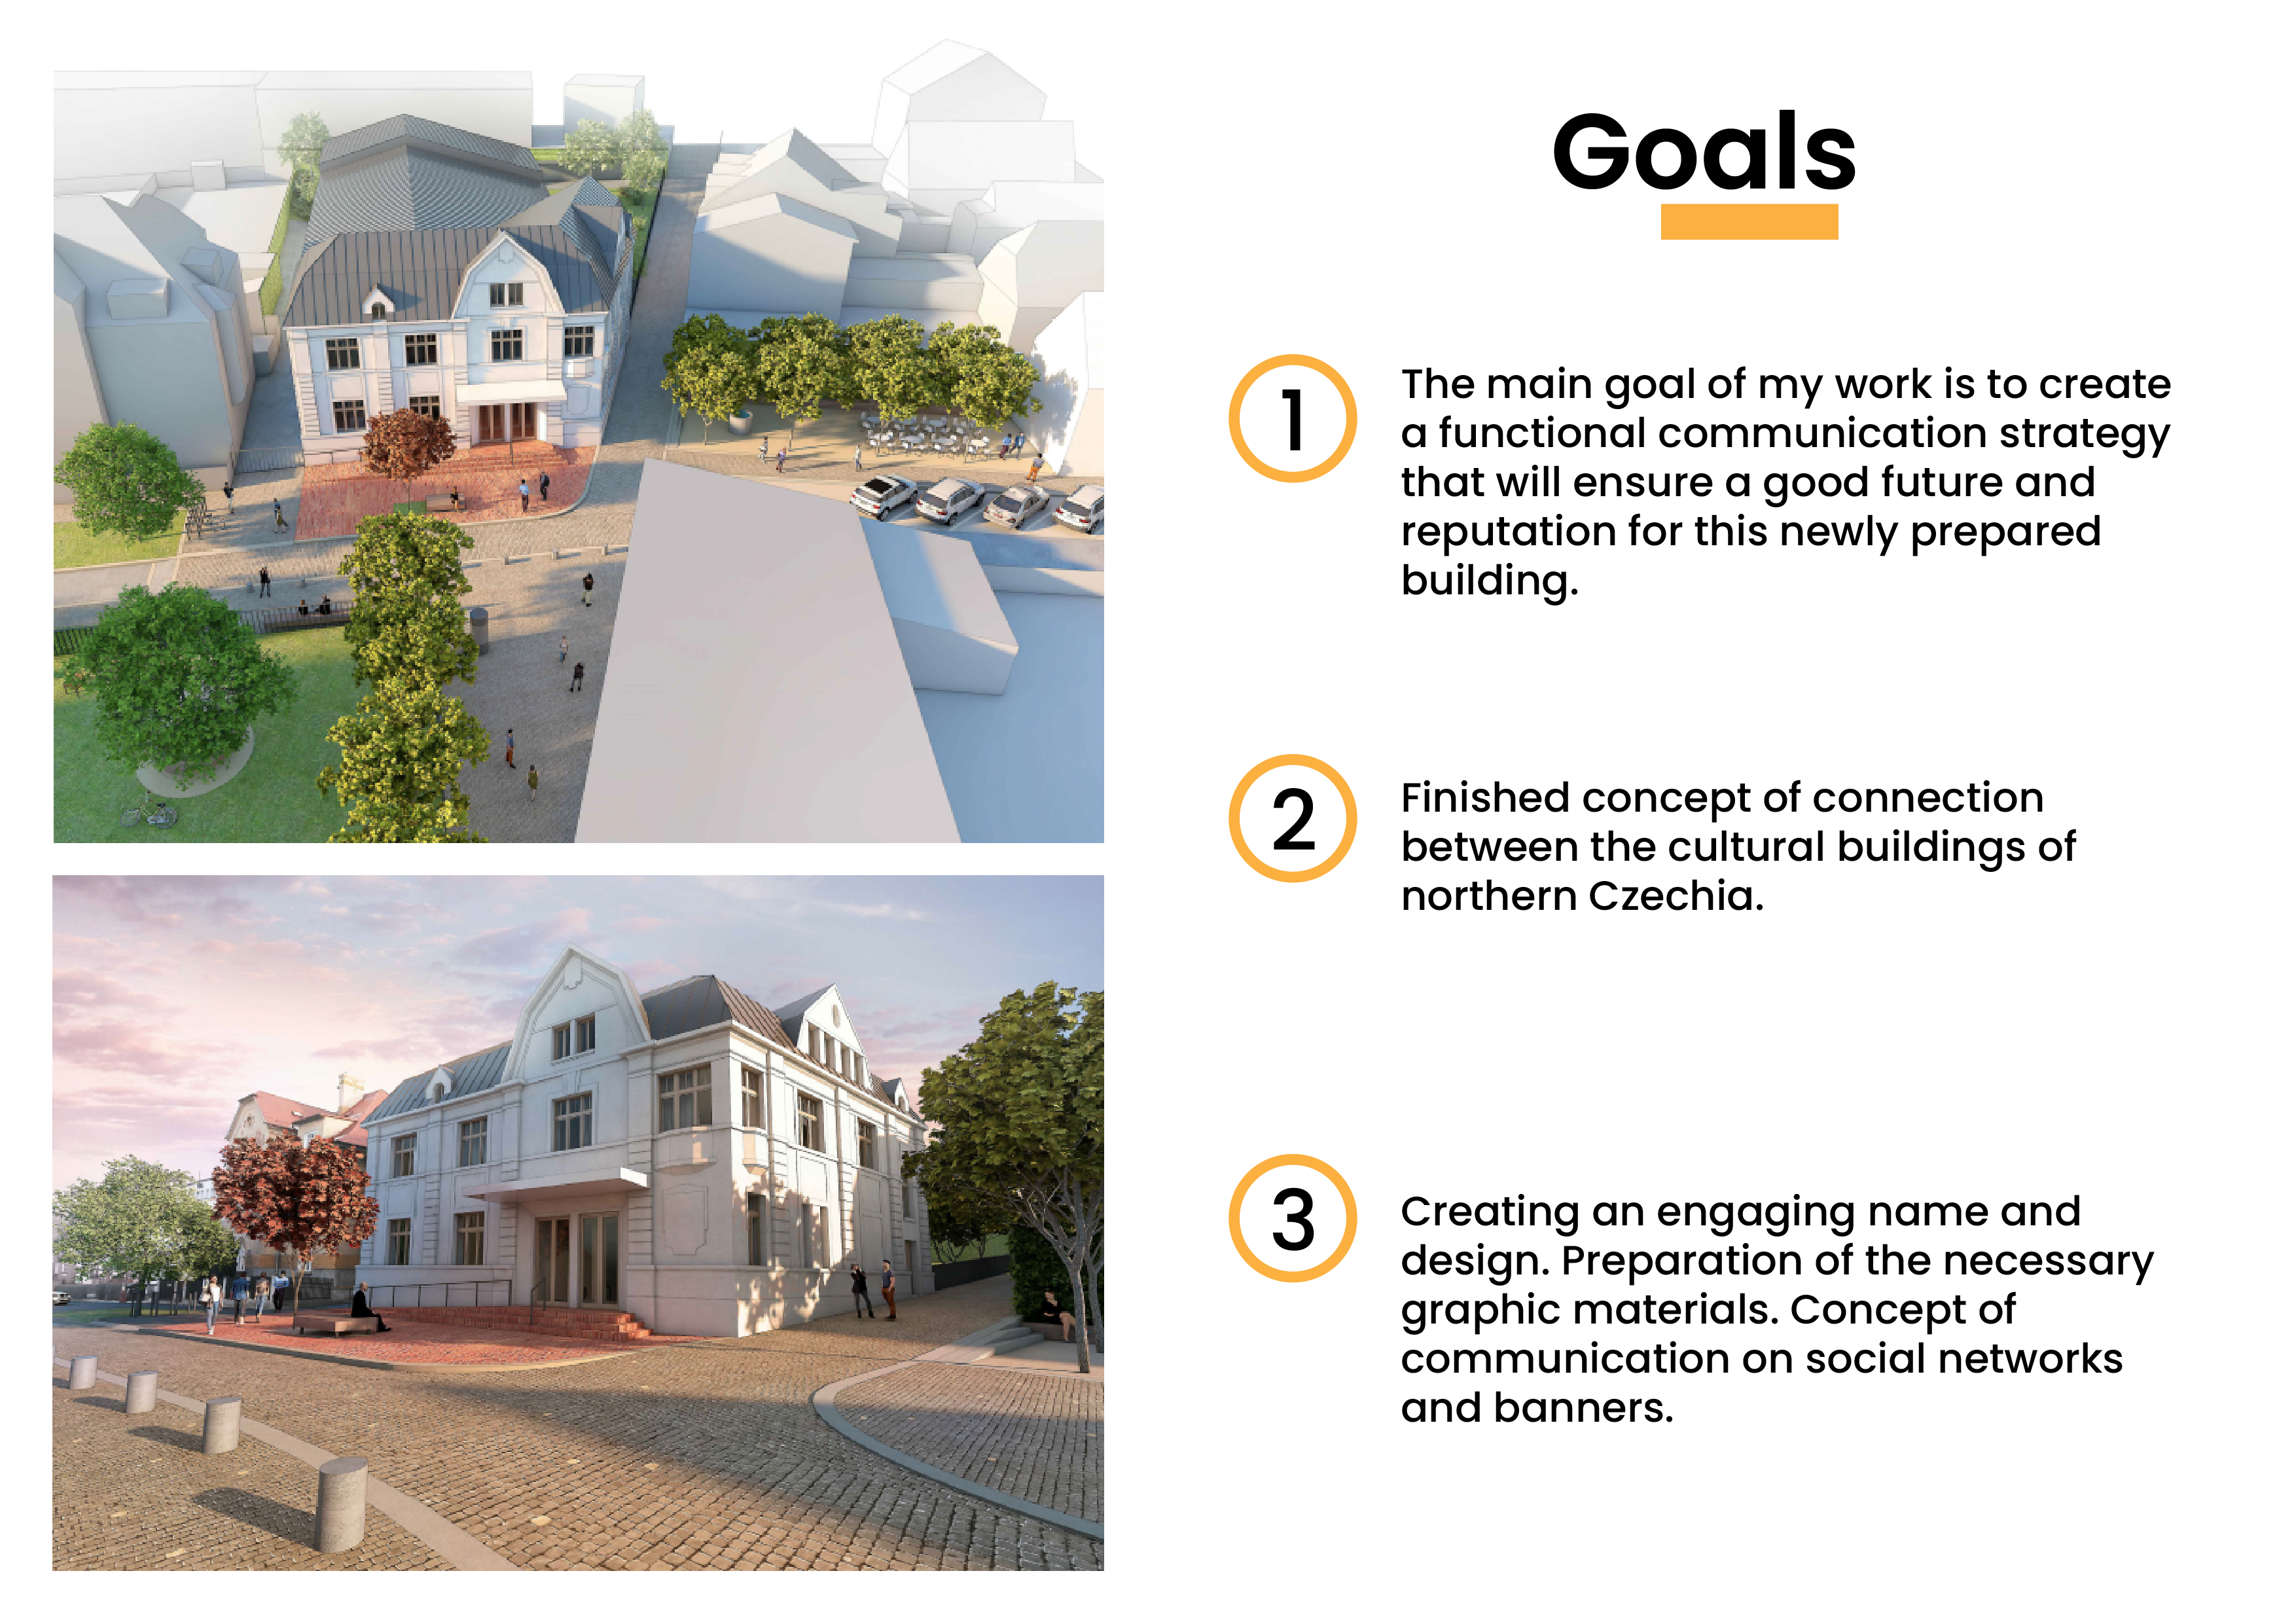 Goals
1
The main goal of my work is to create
a functional communication strategy
that will ensure a good future and
reputation for this newly prepared
building.
2
Finished concept of connection
between the cultural buildings of
northern Czechia.
3
Creating an engaging name and
design. Preparation of the necessary
graphic materials. Concept of
communication on social networks
and banners.